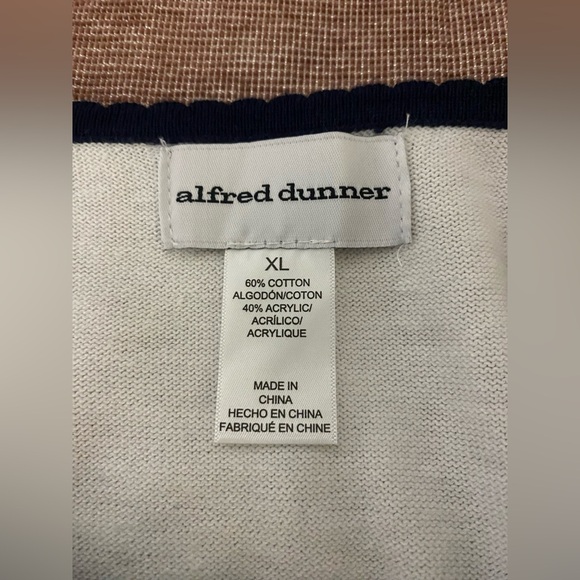 alfred dunner
XL
60% COTTON
ALGODÓN/COTON
40% ACRYLIC/
ACRÍLICO/
ACRYLIQUE
MADE IN
CHINA
HECHO EN CHINA
FABRIQUÉ EN CHINE